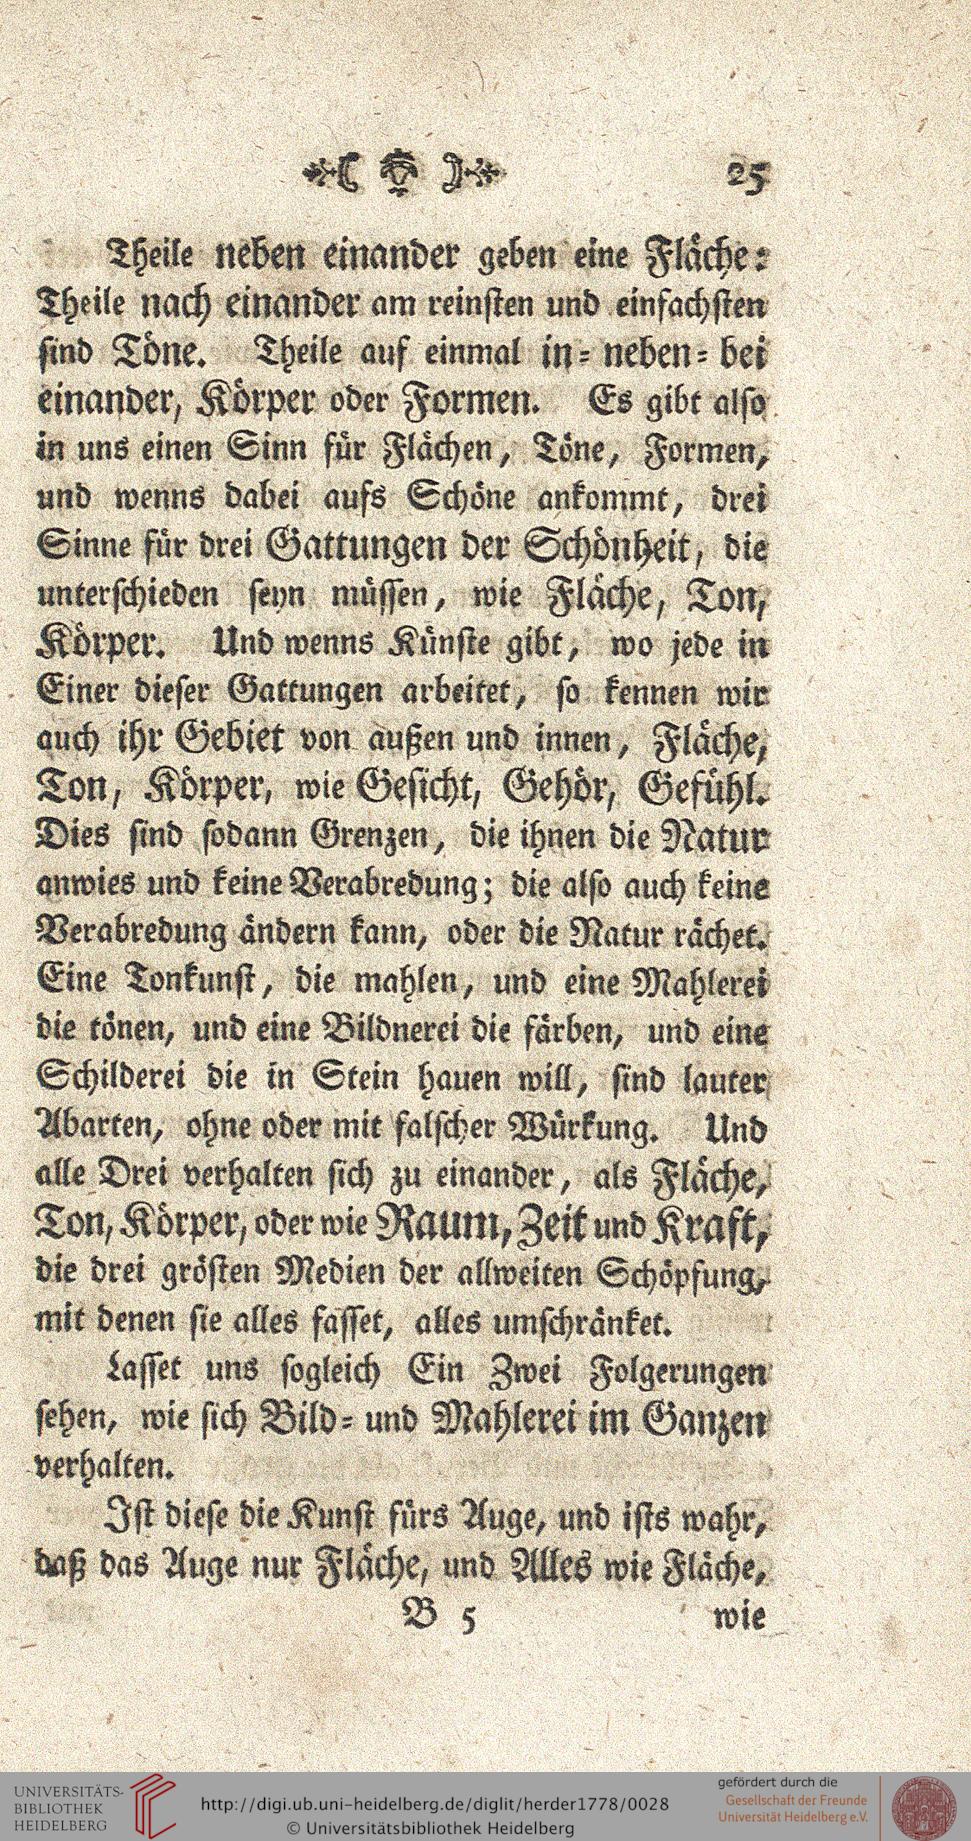 25
Theile neben einander geben eine Fläche:
Theile nach einander am reinsten und einfachsten
sind Töne. Theile auf einmal in- neben- bei
einander, Körper oder Formen. Es gibt also
in uns einen Sinn für Flächen, Töne, Formen,
und wenns dabei aufs Schöne ankommt, drei
Sinne für drei Gattungen der Schönheit, die
unterschieden seyn müssen, wie Fläche, Ton,
Körper. Und wenns Künste gibt, wo jede in
Einer dieser Gattungen arbeitet, so kennen wir
auch ihr Gebiet von außen und innen, Fläche,
Ton, Körper, wie Gesicht, Gehör, Gefühl.
Dies sind sodann Grenzen, die ihnen die Natur
anwies und keine Verabredung; die also auch keine
Verabredung ändern kann, oder die Natur rächet.
Eine Tonkunst, die mahlen, und eine Mahlerei
die tönen, und eine Bildnerei die färben, und eine
Schilderei die in Stein hauen will, sind lauter
Abarten, ohne oder mit falscher Würkung. Und
alle Drei verhalten sich zu einander, als Fläche,
Ton, Körper, oder wie Raum, Zeit und Kraft,
die drei grösten Medien der allweiten Schöpfung,
mit denen sie alles fasset, alles umschränket.
Lasset uns sogleich Ein Zwei Folgerungen
sehen, wie sich Bild- und Mahlerei im Ganzen
verhalten.
Ist diese die Kunst fürs Auge, und ists wahr,
daß das Auge nur Fläche, und Alles wie Fläche,
B 5 wie
UNIVERSITÄTS-
BIBLIOTHEK
HEIDELBERG
http://digi.ub.uni-heidelberg.de/diglit/herder1778/0028
© Universitätsbibliothek Heidelberg
gefördert durch die
Gesellschaft der Freunde
Universität Heidelberg e.V.